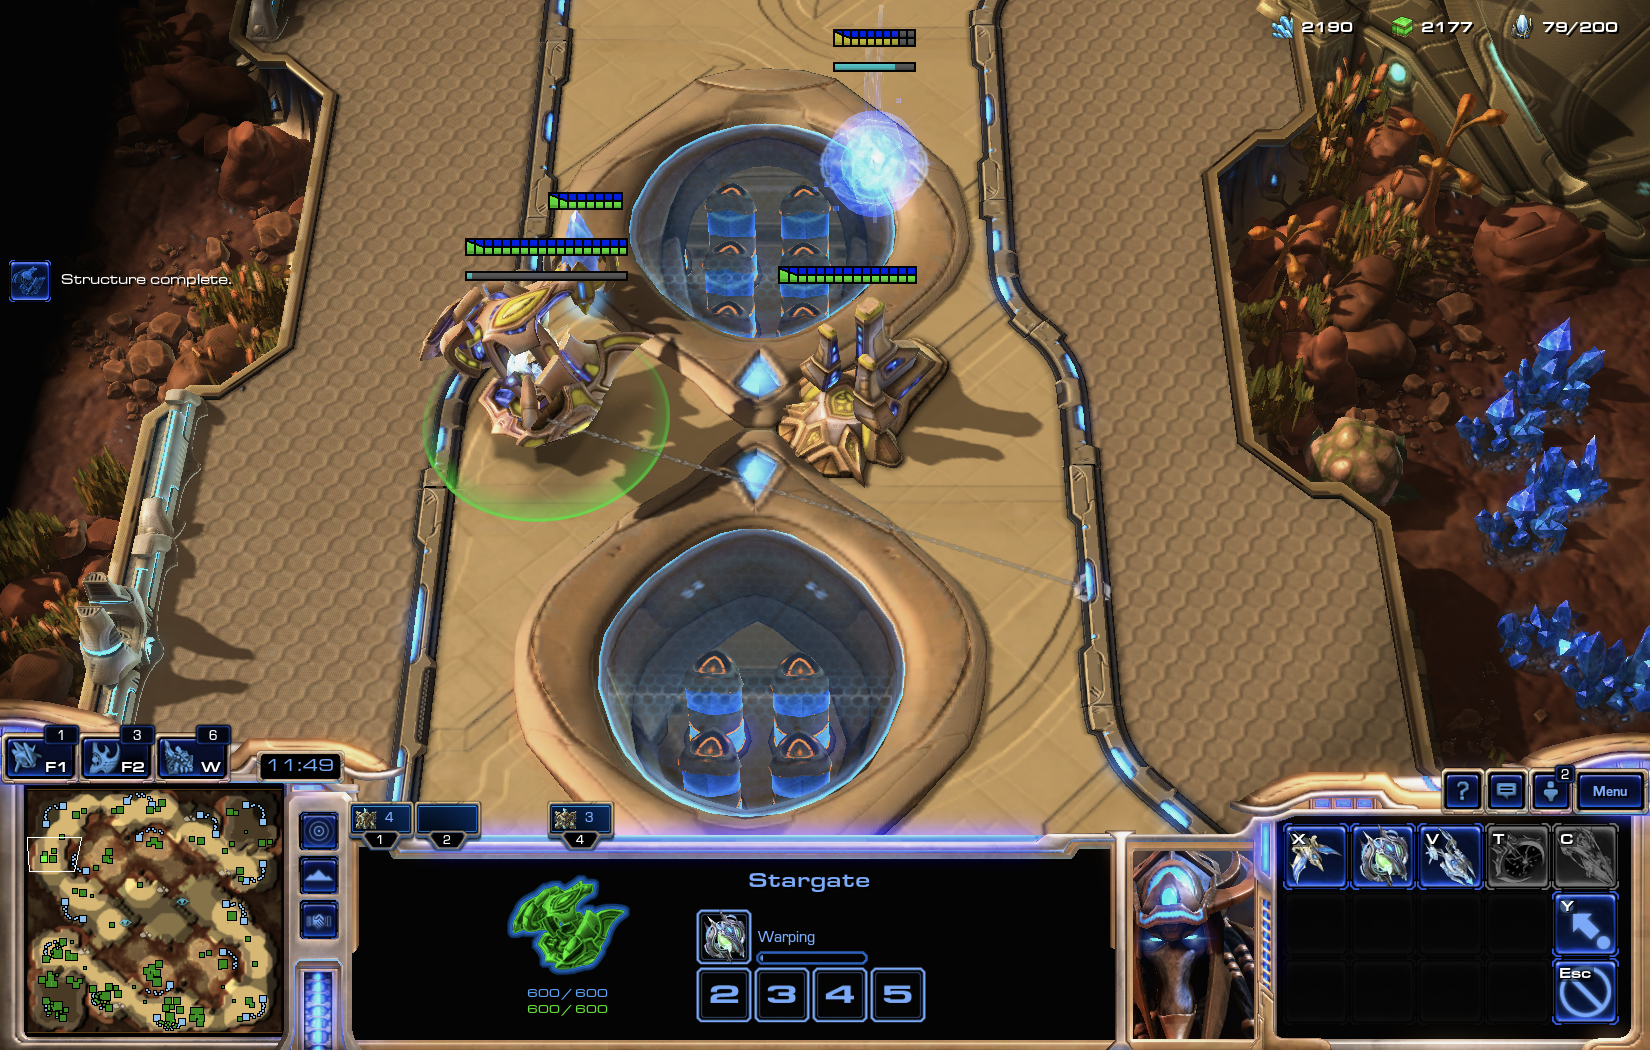 2190 2177 79/200
Structure complete.
1 3 6
F1 F2 W
11:49
2
? Menu
4 3
1 2 4
Stargate
Warping
2 3 4 5
600/600
600/600
X V T C
Y
Esc